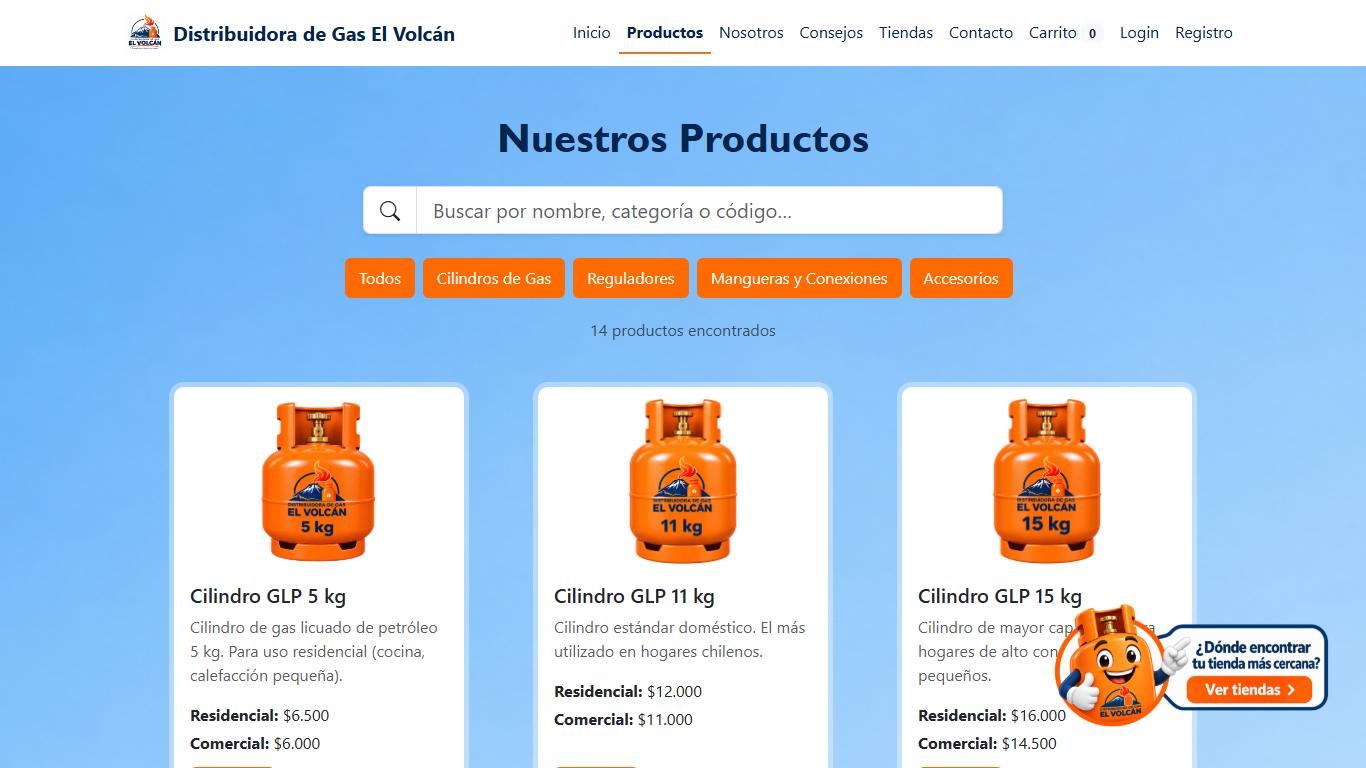 EL VOLCÁN
Distribuidora de Gas El Volcán
Inicio
Productos
Nosotros
Consejos
Tiendas
Contacto
Carrito 0
Login
Registro
Nuestros Productos
Buscar por nombre, categoría o código...
Todos
Cilindros de Gas
Reguladores
Mangueras y Conexiones
Accesorios
14 productos encontrados
DISTRIBUIDORA DE GAS
EL VOLCÁN
5 kg
Cilindro GLP 5 kg
Cilindro de gas licuado de petróleo
5 kg. Para uso residencial (cocina,
calefacción pequeña).
Residencial: $6.500
Comercial: $6.000
DISTRIBUIDORA DE GAS
EL VOLCÁN
11 kg
Cilindro GLP 11 kg
Cilindro estándar doméstico. El más
utilizado en hogares chilenos.
Residencial: $12.000
Comercial: $11.000
DISTRIBUIDORA DE GAS
EL VOLCÁN
15 kg
Cilindro GLP 15 kg
Cilindro de mayor
hogares de alto
pequeños.
Residencial: $16.000
Comercial: $14.500
DISTRIBUIDORA DE GAS
EL VOLCÁN
¿Dónde encontrar
tu tienda más cercana?
Ver tiendas